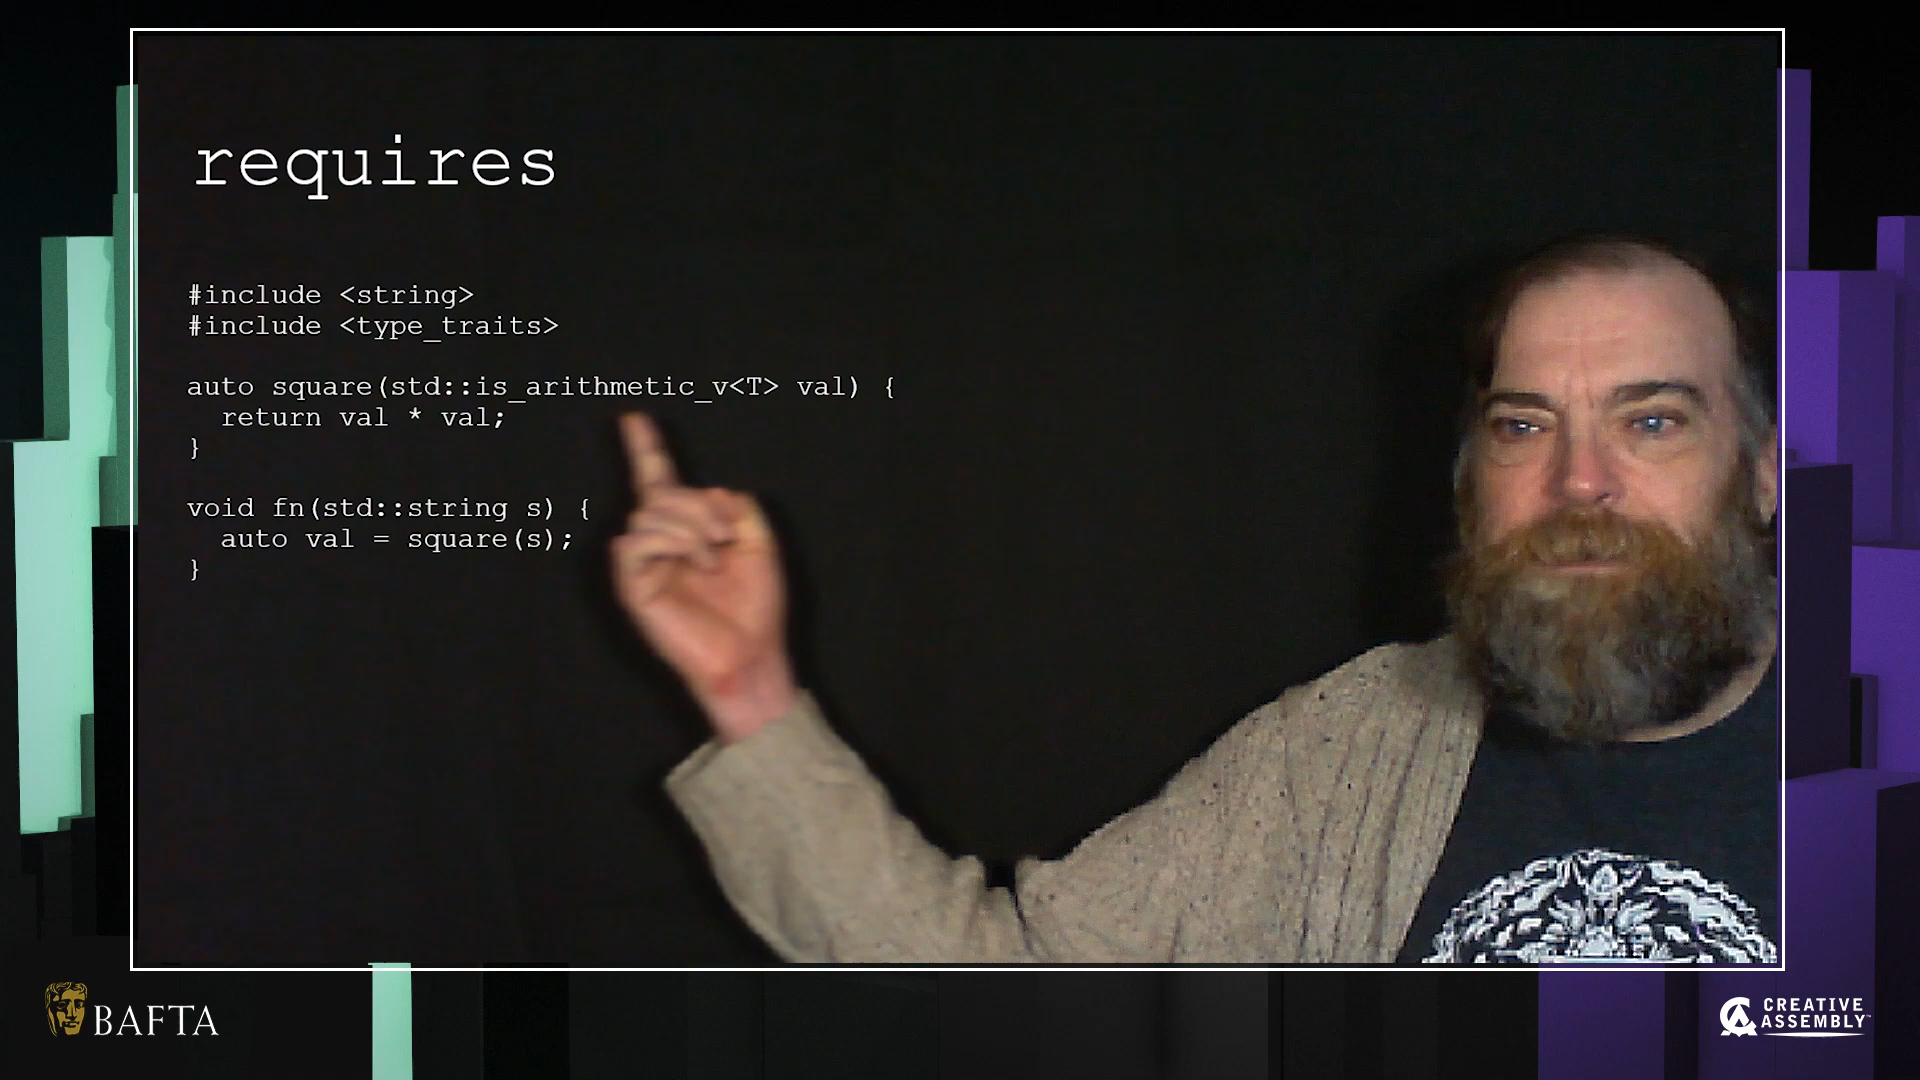 requires
#include <string>
#include <type_traits>
auto square(std::is_arithmetic_v<T> val) {
  return val * val;
}
void fn(std::string s) {
  auto val = square(s);
}
BAFTA
CREATIVE
ASSEMBLY™